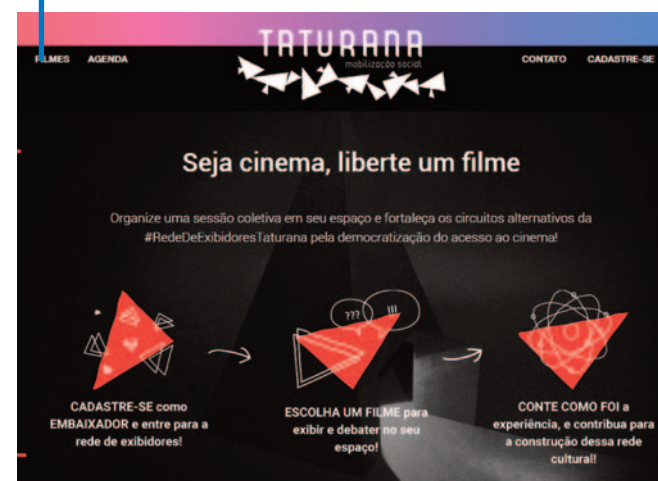 TATURANA
mobilização social
FILMES AGENDA CONTATO CADASTRE-SE
Seja cinema, liberte um filme
Organize uma sessão coletiva em seu espaço e fortaleça os circuitos alternativos da
#RedeDeExibidoresTaturana pela democratização do acesso ao cinema!
??? !!!
CADASTRE-SE como
EMBAIXADOR e entre para a
rede de exibidores!
ESCOLHA UM FILME para
exibir e debater no seu
espaço!
CONTE COMO FOI a
experiência, e contribua para
a construção dessa rede
cultural!